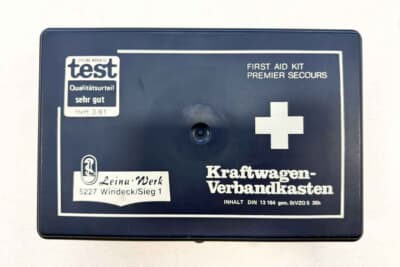 test
Qualitätsurteil
sehr gut
Heft 3/81
FIRST AID KIT
PREMIER SECOURS
Leina-Werk
5227 Windeck/Sieg 1
Kraftwagen-
Verbandkasten
INHALT DIN 13 164 gem. StVZO § 35h